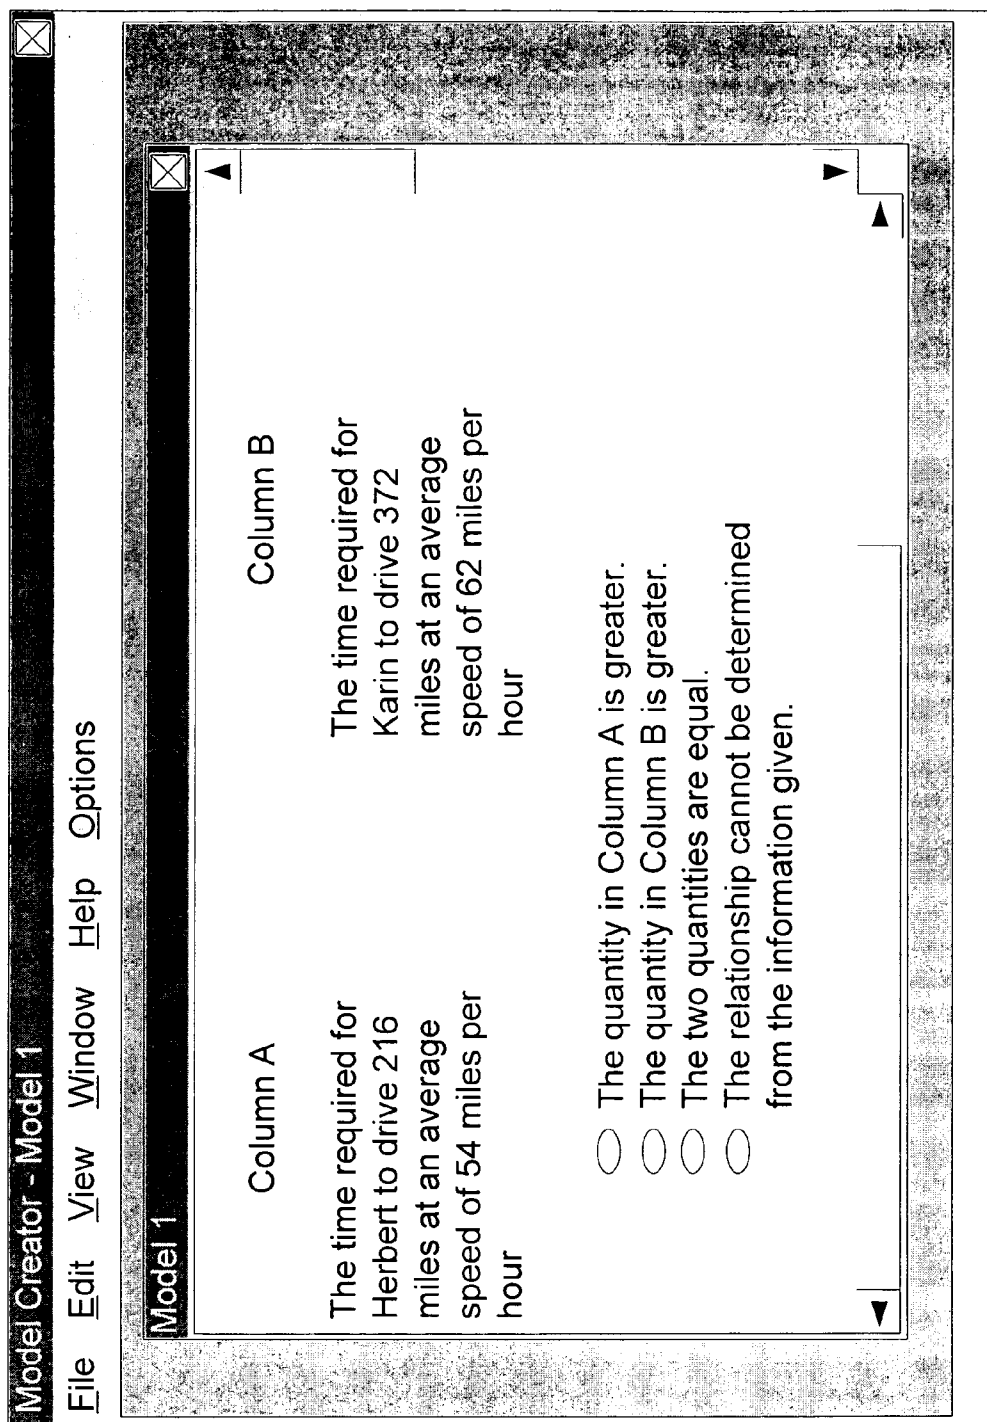 Model Creator - Model 1
File Edit View Window Help Options
Model 1
Column A
The time required for
Herbert to drive 216
miles at an average
speed of 54 miles per
hour
Column B
The time required for
Karin to drive 372
miles at an average
speed of 62 miles per
hour
The quantity in Column A is greater.
The quantity in Column B is greater.
The two quantities are equal.
The relationship cannot be determined
from the information given.